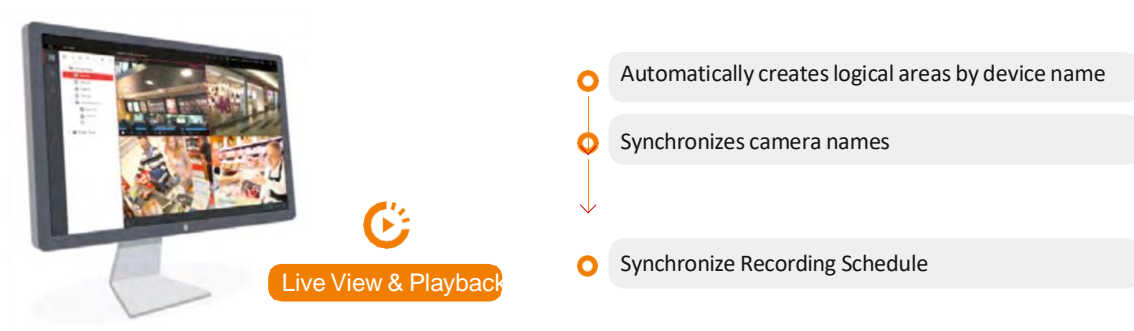 Automatically creates logical areas by device name
Synchronizes camera names
Live View & Playback
Synchronize Recording Schedule